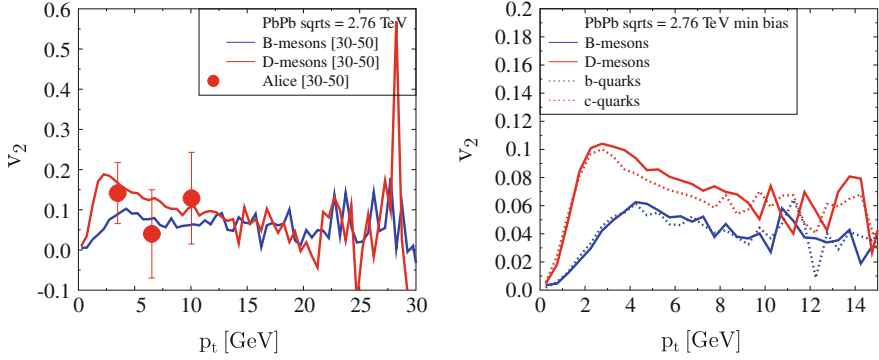 PbPb sqrts = 2.76 TeV
B-mesons [30-50]
D-mesons [30-50]
Alice [30-50]
0.6
0.5
0.4
0.3
0.2
0.1
0.0
-0.1
v2
0 5 10 15 20 25 30
pt [GeV]
PbPb sqrts = 2.76 TeV min bias
B-mesons
D-mesons
b-quarks
c-quarks
0.2
0.18
0.16
0.14
0.12
0.1
0.08
0.06
0.04
0.02
0.0
v2
0 2 4 6 8 10 12 14
pt [GeV]